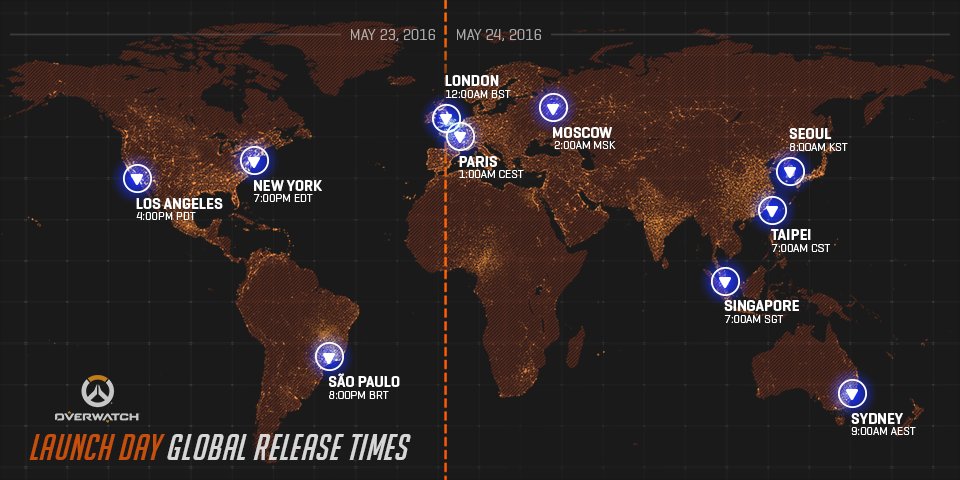 MAY 23, 2016
MAY 24, 2016
LONDON
12:00AM BST
MOSCOW
2:00AM MSK
PARIS
1:00AM CEST
SEOUL
8:00AM KST
NEW YORK
7:00PM EDT
LOS ANGELES
4:00PM PDT
TAIPEI
7:00AM CST
SINGAPORE
7:00AM SGT
SÃO PAULO
8:00PM BRT
SYDNEY
9:00AM AEST
OVERWATCH
LAUNCH DAY GLOBAL RELEASE TIMES